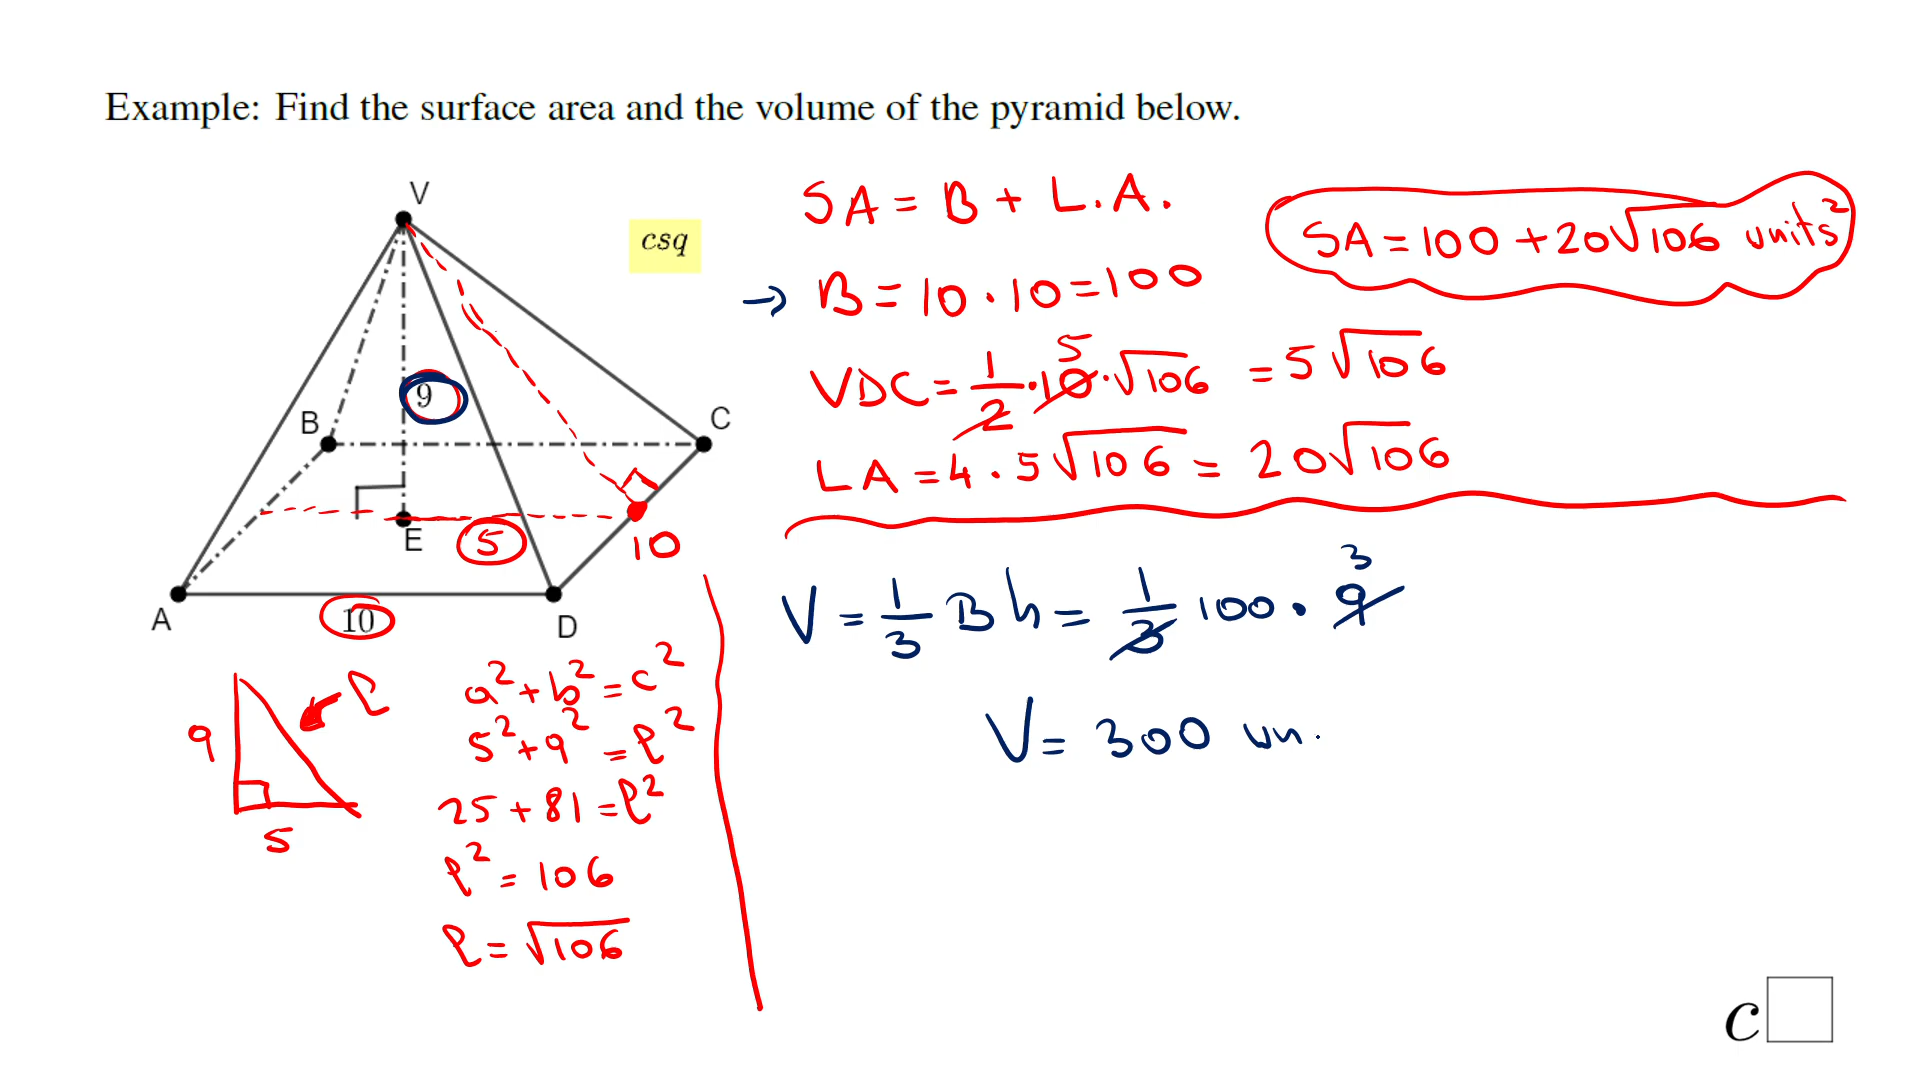 Example: Find the surface area and the volume of the pyramid below.
V
csq
9
B
C
E
5
10
A
10
D
9
ℓ
5
a²+b²=c²
5²+9²=ℓ²
25+81=ℓ²
ℓ²=106
ℓ=√106
SA=B+L.A.
→B=10·10=100
5
VDC=1/2·10·√106=5√106
LA=4·5√106=20√106
SA=100+20√106 units²
3
V=1/3Bh=1/3 100·9
V=300 un.
c